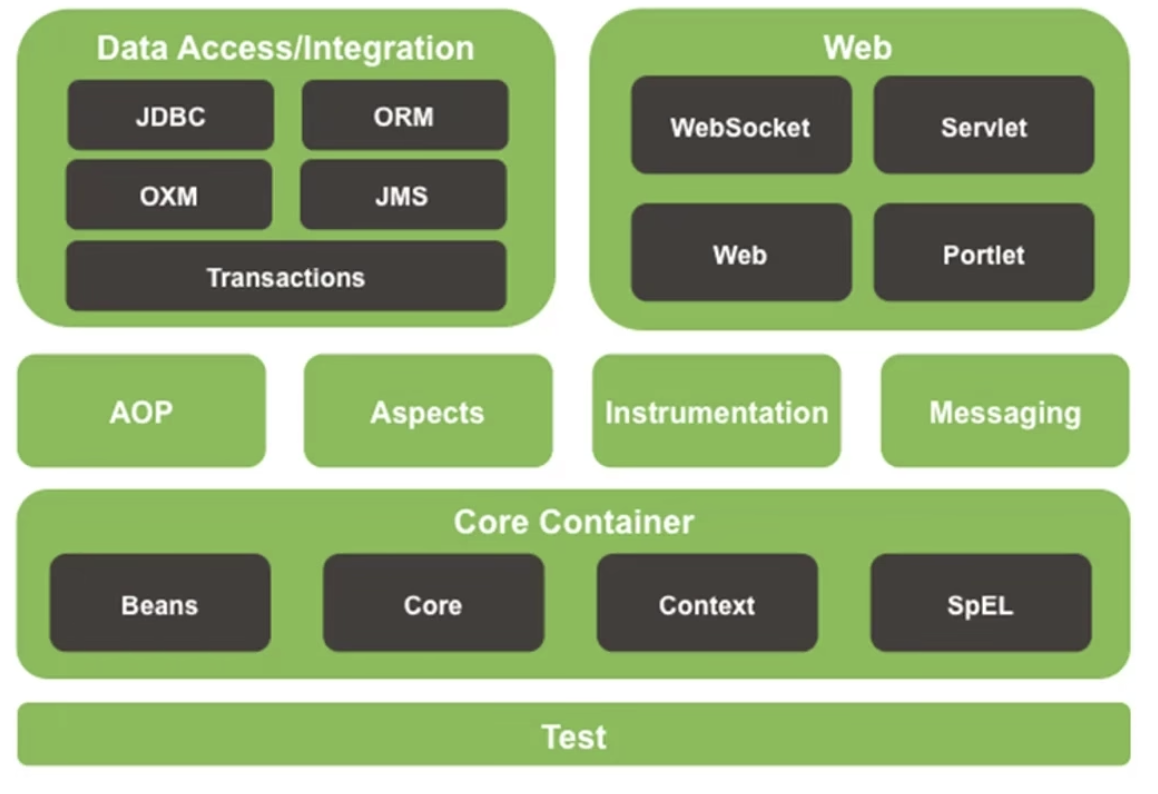 Data Access/Integration
JDBC
ORM
OXM
JMS
Transactions
Web
WebSocket
Servlet
Web
Portlet
AOP
Aspects
Instrumentation
Messaging
Core Container
Beans
Core
Context
SpEL
Test